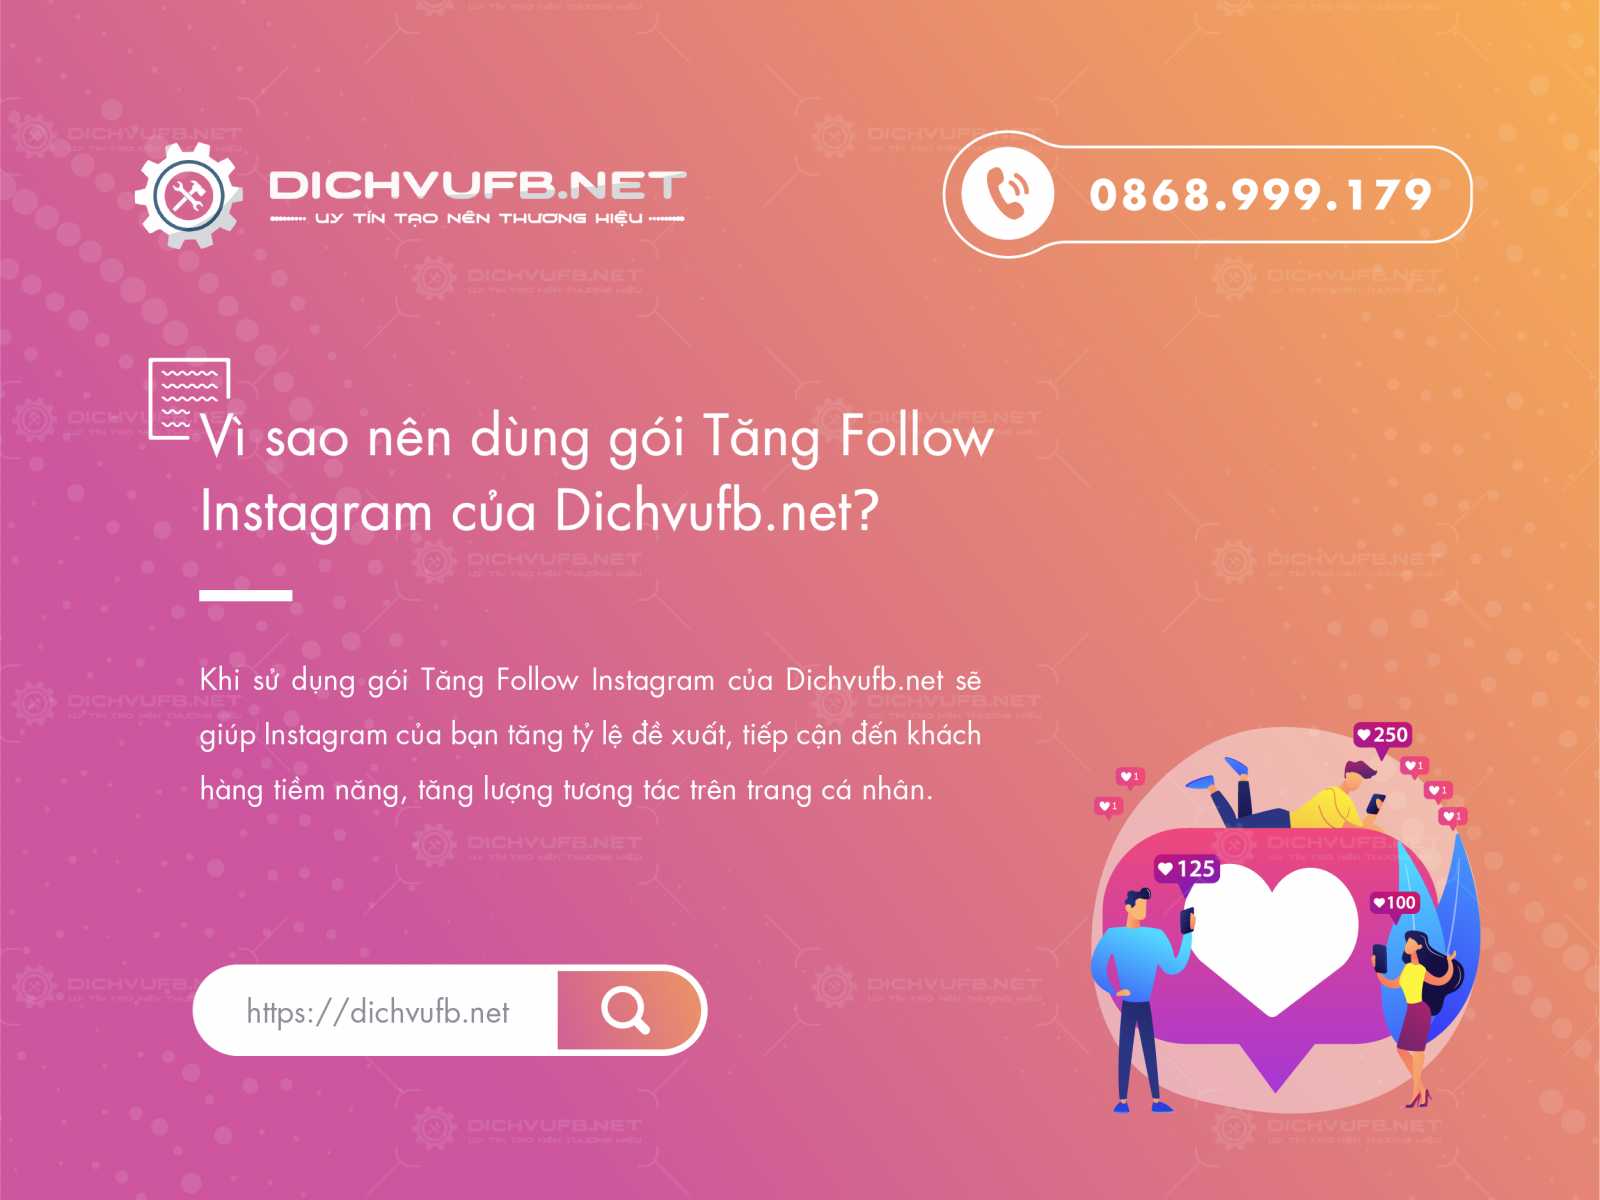 DICHVUFB.NET
UY TÍN TẠO NÊN THƯƠNG HIỆU
0868.999.179
Vì sao nên dùng gói Tăng Follow
Instagram của Dichvufb.net?
Khi sử dụng gói Tăng Follow Instagram của Dichvufb.net sẽ
giúp Instagram của bạn tăng tỷ lệ đề xuất, tiếp cận đến khách
hàng tiềm năng, tăng lượng tương tác trên trang cá nhân.
250
1
1
1
1
1
125
100
https://dichvufb.net